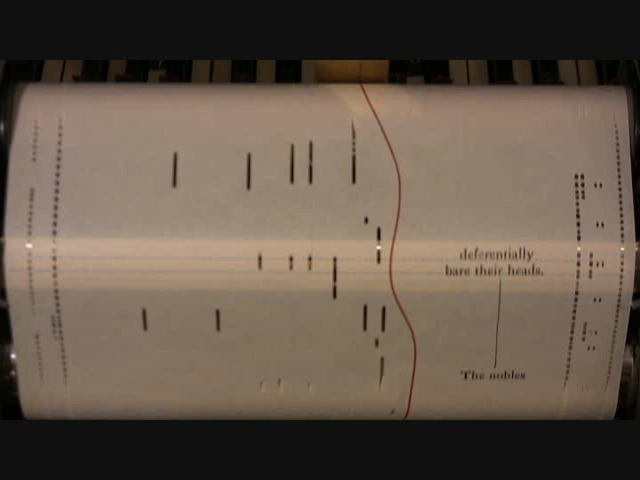 deferentially
bare their heads.
The nobles